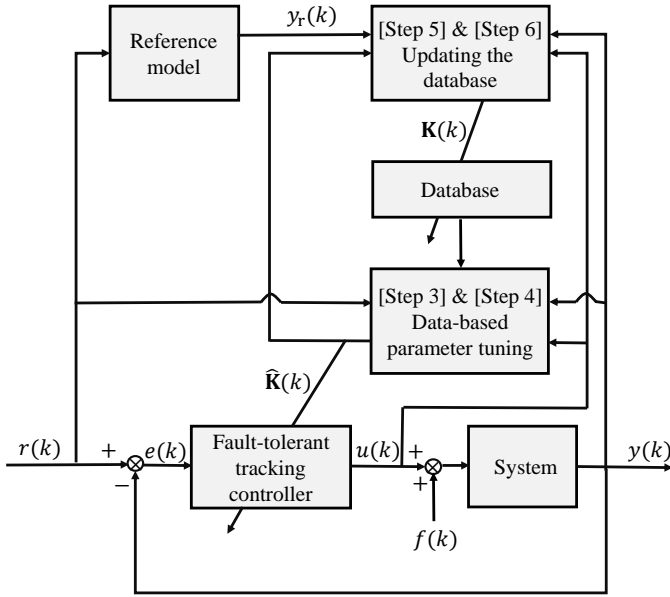 Reference
model
y_r(k)
[Step 5] & [Step 6]
Updating the
database
𝐊(k)
Database
[Step 3] & [Step 4]
Data-based
parameter tuning
𝐊̂(k)
r(k)
+
−
e(k)
Fault-tolerant
tracking
controller
u(k)
+
+
f(k)
System
y(k)